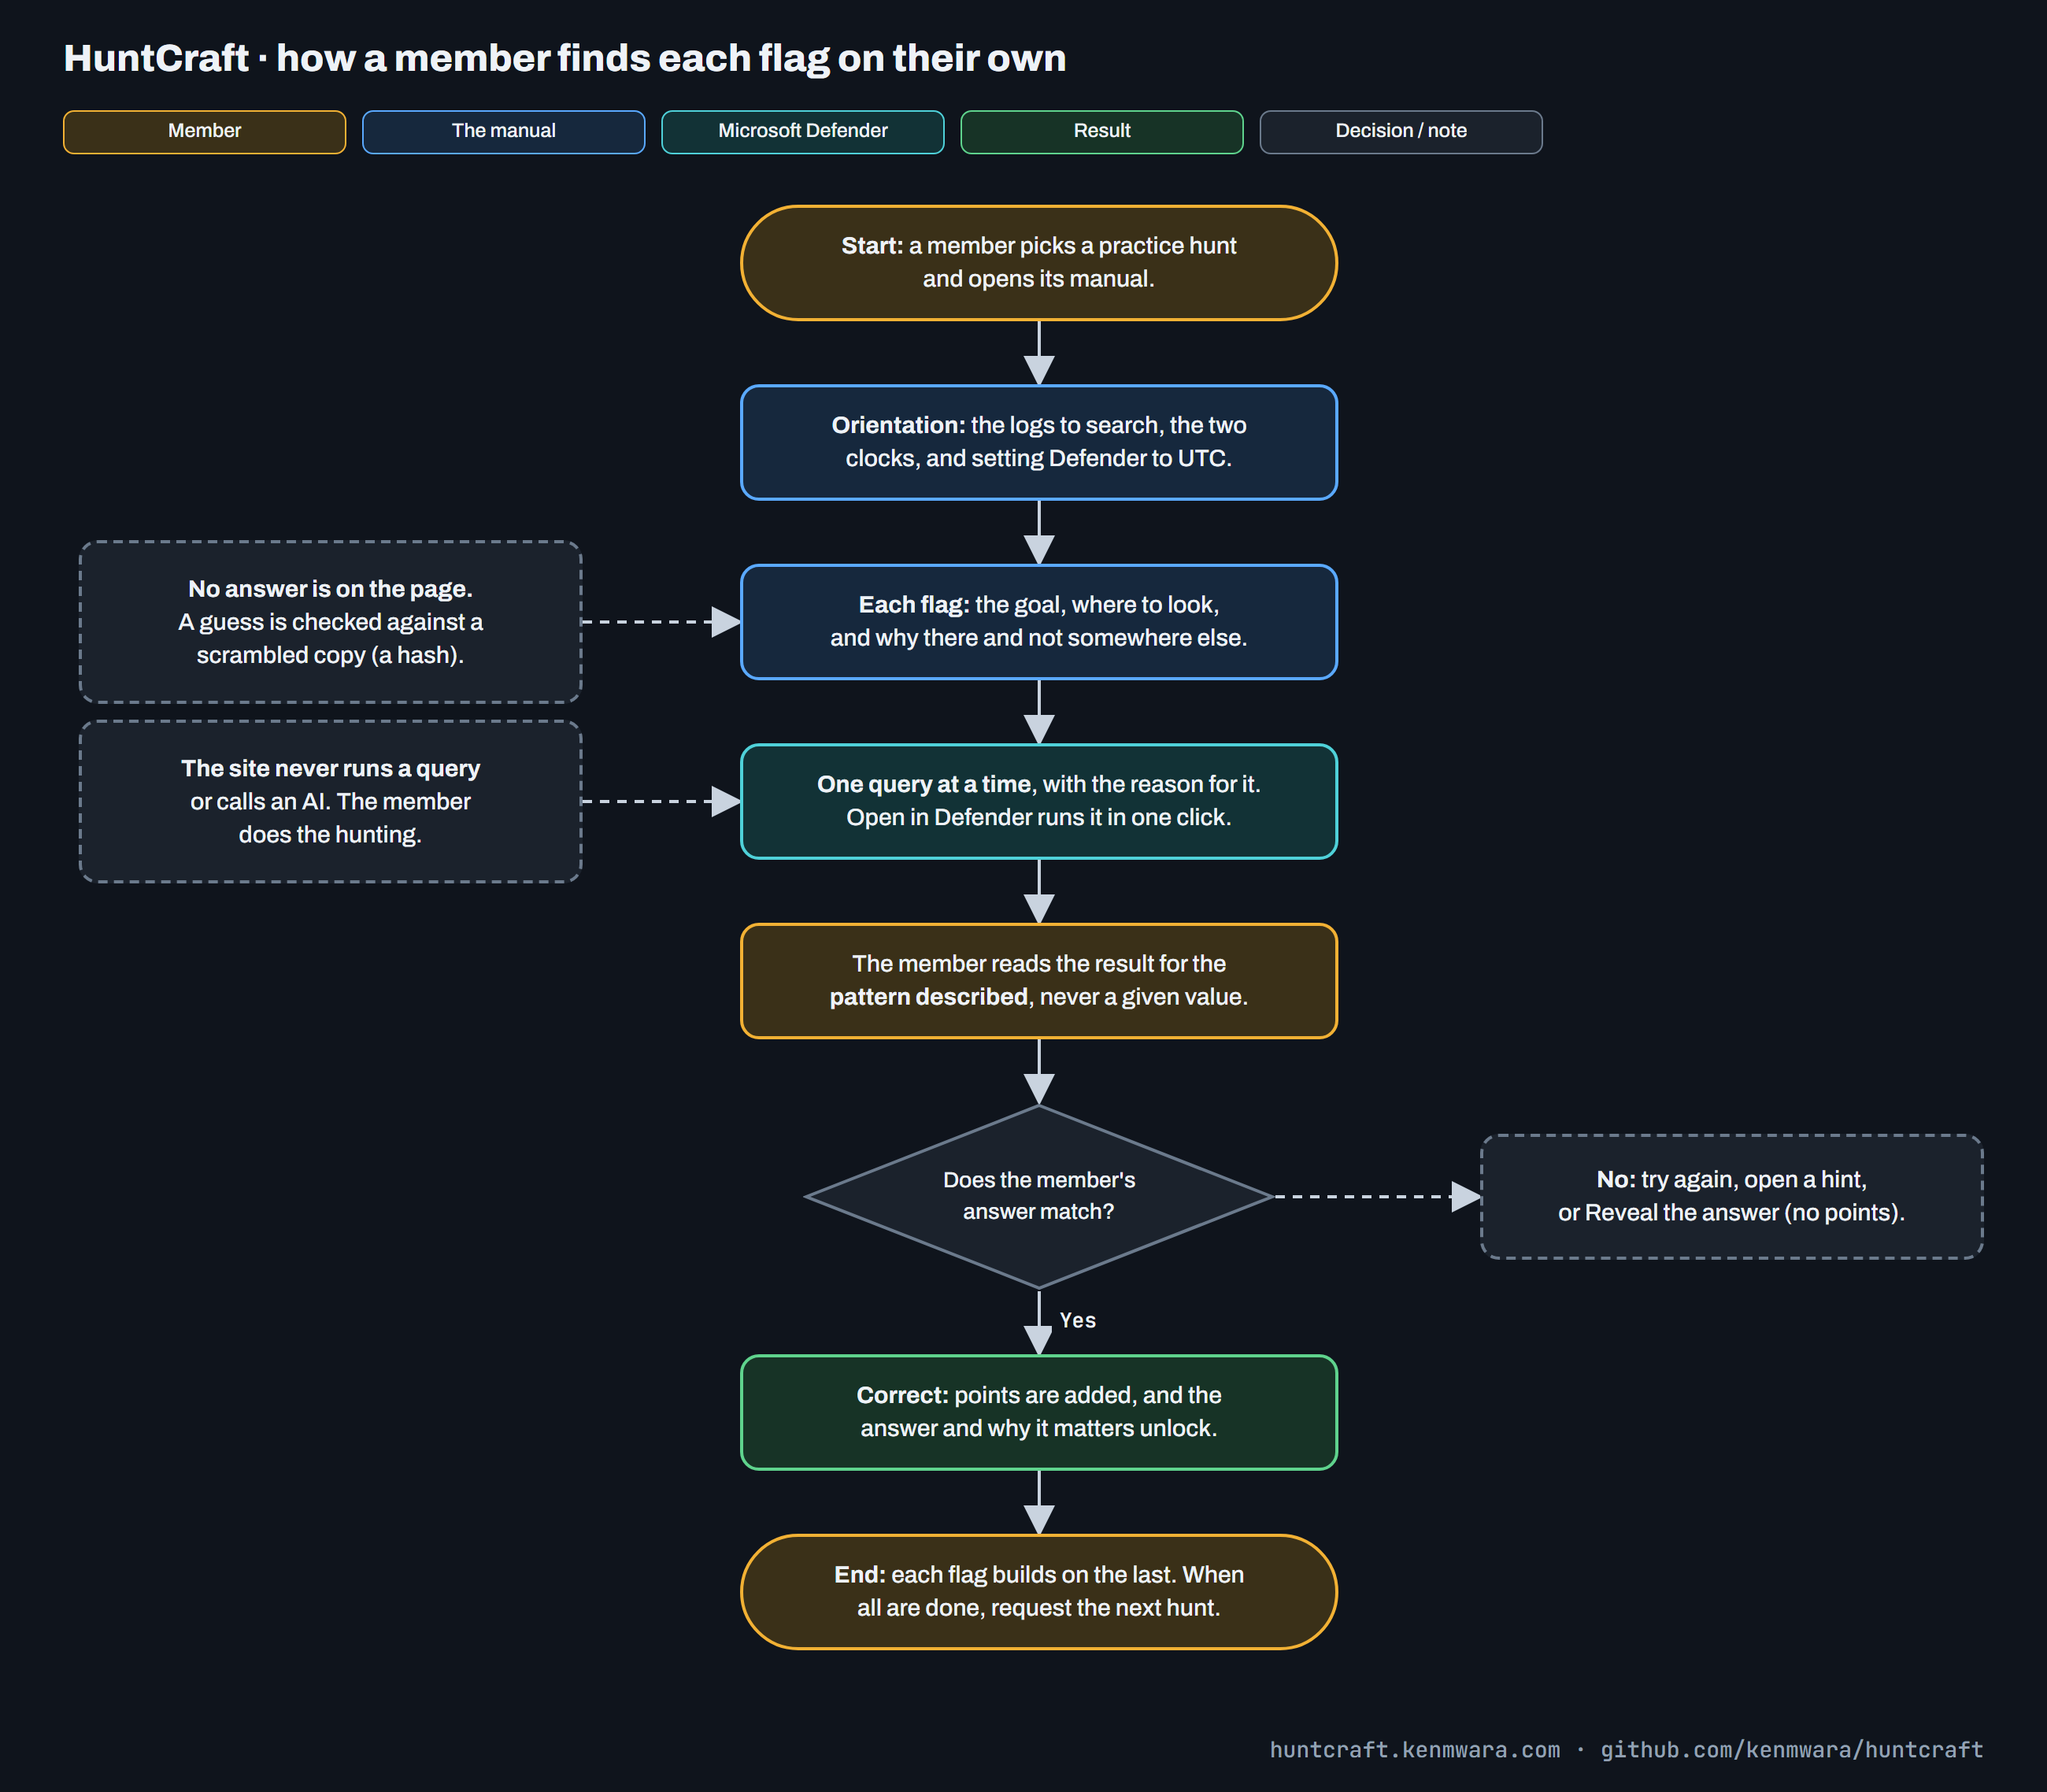 HuntCraft · how a member finds each flag on their own
Member
The manual
Microsoft Defender
Result
Decision / note
Start: a member picks a practice hunt
and opens its manual.
Orientation: the logs to search, the two
clocks, and setting Defender to UTC.
No answer is on the page.
A guess is checked against a
scrambled copy (a hash).
Each flag: the goal, where to look,
and why there and not somewhere else.
The site never runs a query
or calls an AI. The member
does the hunting.
One query at a time, with the reason for it.
Open in Defender runs it in one click.
The member reads the result for the
pattern described, never a given value.
Does the member's
answer match?
No: try again, open a hint,
or Reveal the answer (no points).
Yes
Correct: points are added, and the
answer and why it matters unlock.
End: each flag builds on the last. When
all are done, request the next hunt.
huntcraft.kenmwara.com · github.com/kenmwara/huntcraft